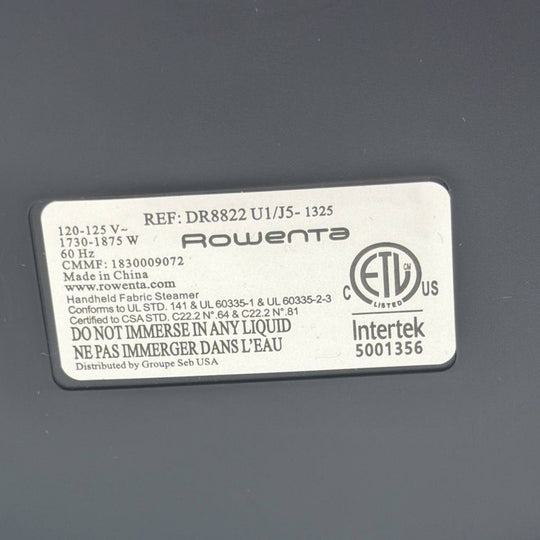 REF: DR8822 U1/J5- 1325
120-125 V~
1730-1875 W
60 Hz
CMMF: 1830009072
Made in China
www.rowenta.com
Rowenta
Handheld Fabric Steamer
Conforms to UL STD. 141 & UL 60335-1 & UL 60335-2-3
Certified to CSA STD. C22.2 N°.64 & C22.2 N°.81
DO NOT IMMERSE IN ANY LIQUID
NE PAS IMMERGER DANS L'EAU
Distributed by Groupe Seb USA
ETL CM
LISTED
C US
Intertek
5001356